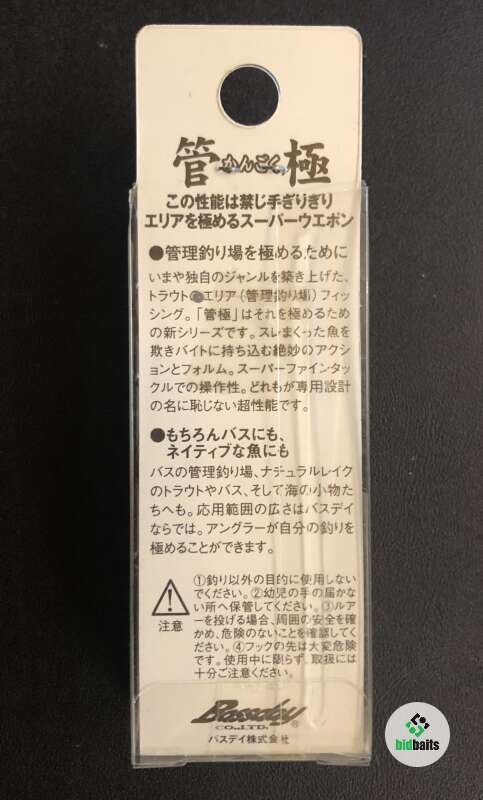 管 かんごく 極
この性能は禁じ手ぎりぎり
エリアを極めるスーパーウエポン
●管理釣り場を極めるために
いまや独自のジャンルを築き上げた、
トラウトのエリア(管理釣り場)フィッ
シング。「管極」はそれを極めるため
の新シリーズです。スレまくった魚を
欺きバイトに持ち込む絶妙のアクシ
ョンとフォルム。スーパーファインタッ
クルでの操作性。どれもが専用設計
の名に恥じない超性能です。
●もちろんバスにも、
ネイティブな魚にも
バスの管理釣り場、ナチュラルレイク
のトラウトやバス、そして海の小物た
ちへも。応用範囲の広さはバスデイ
ならでは。アングラーが自分の釣りを
極めることができます。
注意
①釣り以外の目的に使用しない
でください。②幼児の手の届かな
い所へ保管してください。③ルアー
を投げる場合、周囲の安全を確
かめ、危険のないことを確認してく
ださい。④フックの先は大変危険
です。使用中に限らず、取扱には
十分ご注意ください。
Bassday®
CO.,LTD.
バスデイ株式会社
bidbaits